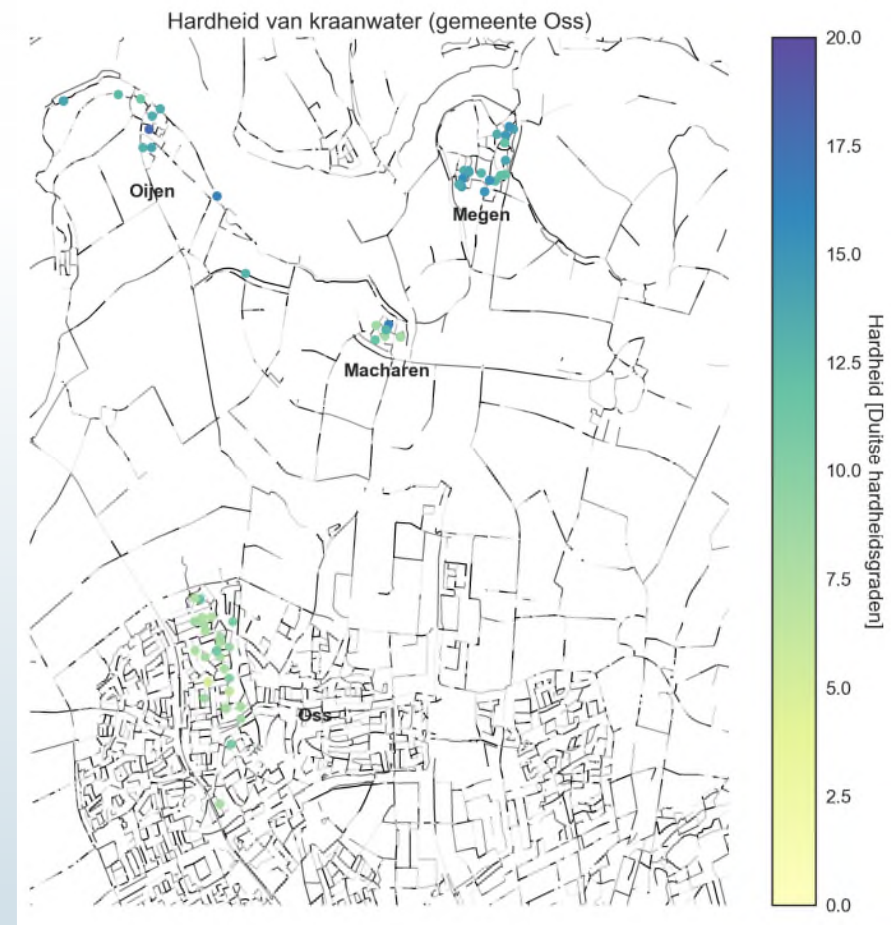 Hardheid van kraanwater (gemeente Oss)
Oijen
Megen
Macharen
Oss
20.0
17.5
15.0
12.5
10.0
7.5
5.0
2.5
0.0
Hardheid [Duitse hardheidsgraden]